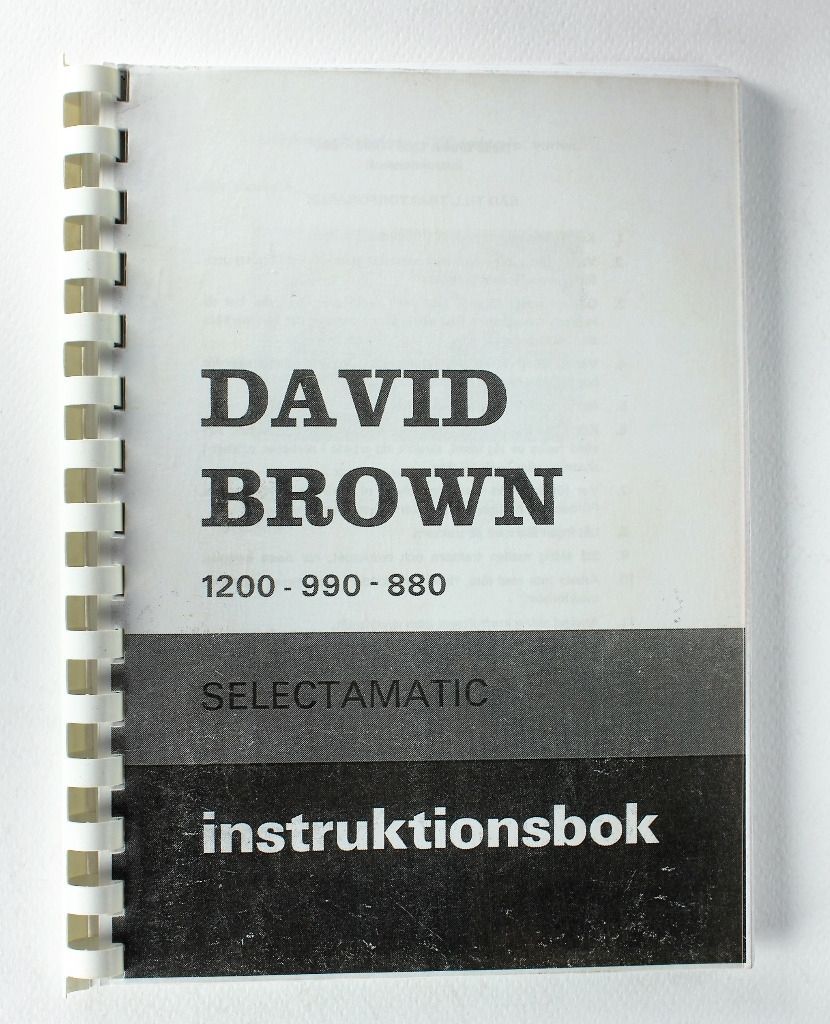 DAVID
BROWN
1200 - 990 - 880
SELECTAMATIC
instruktionsbok